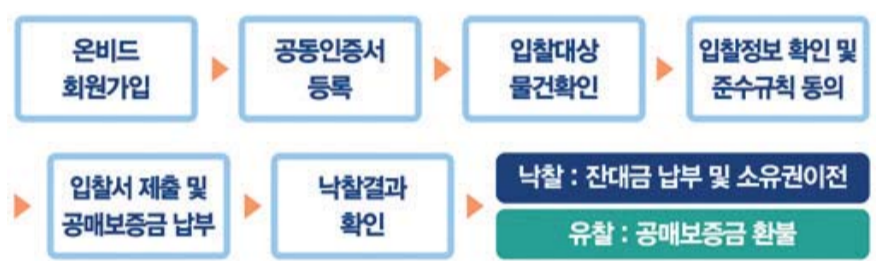 온비드
회원가입
공동인증서
등록
입찰대상
물건확인
입찰정보 확인 및
준수규칙 동의
입찰서 제출 및
공매보증금 납부
낙찰결과
확인
낙찰 : 잔대금 납부 및 소유권이전
유찰 : 공매보증금 환불